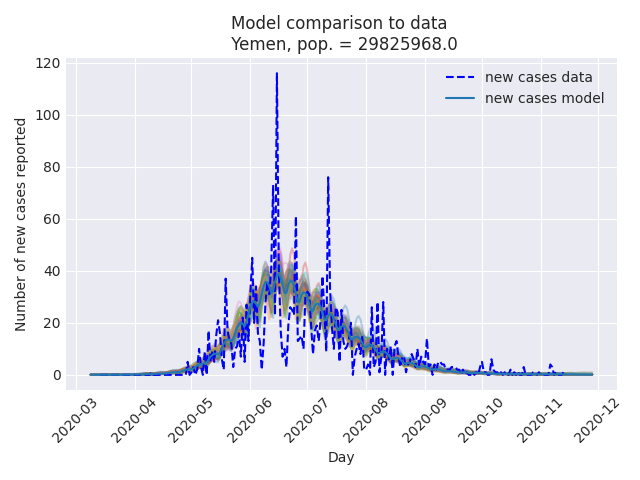 Model comparison to data
Yemen, pop. = 29825968.0
new cases data
new cases model
Number of new cases reported
120
100
80
60
40
20
0
2020-03
2020-04
2020-05
2020-06
2020-07
2020-08
2020-09
2020-10
2020-11
2020-12
Day